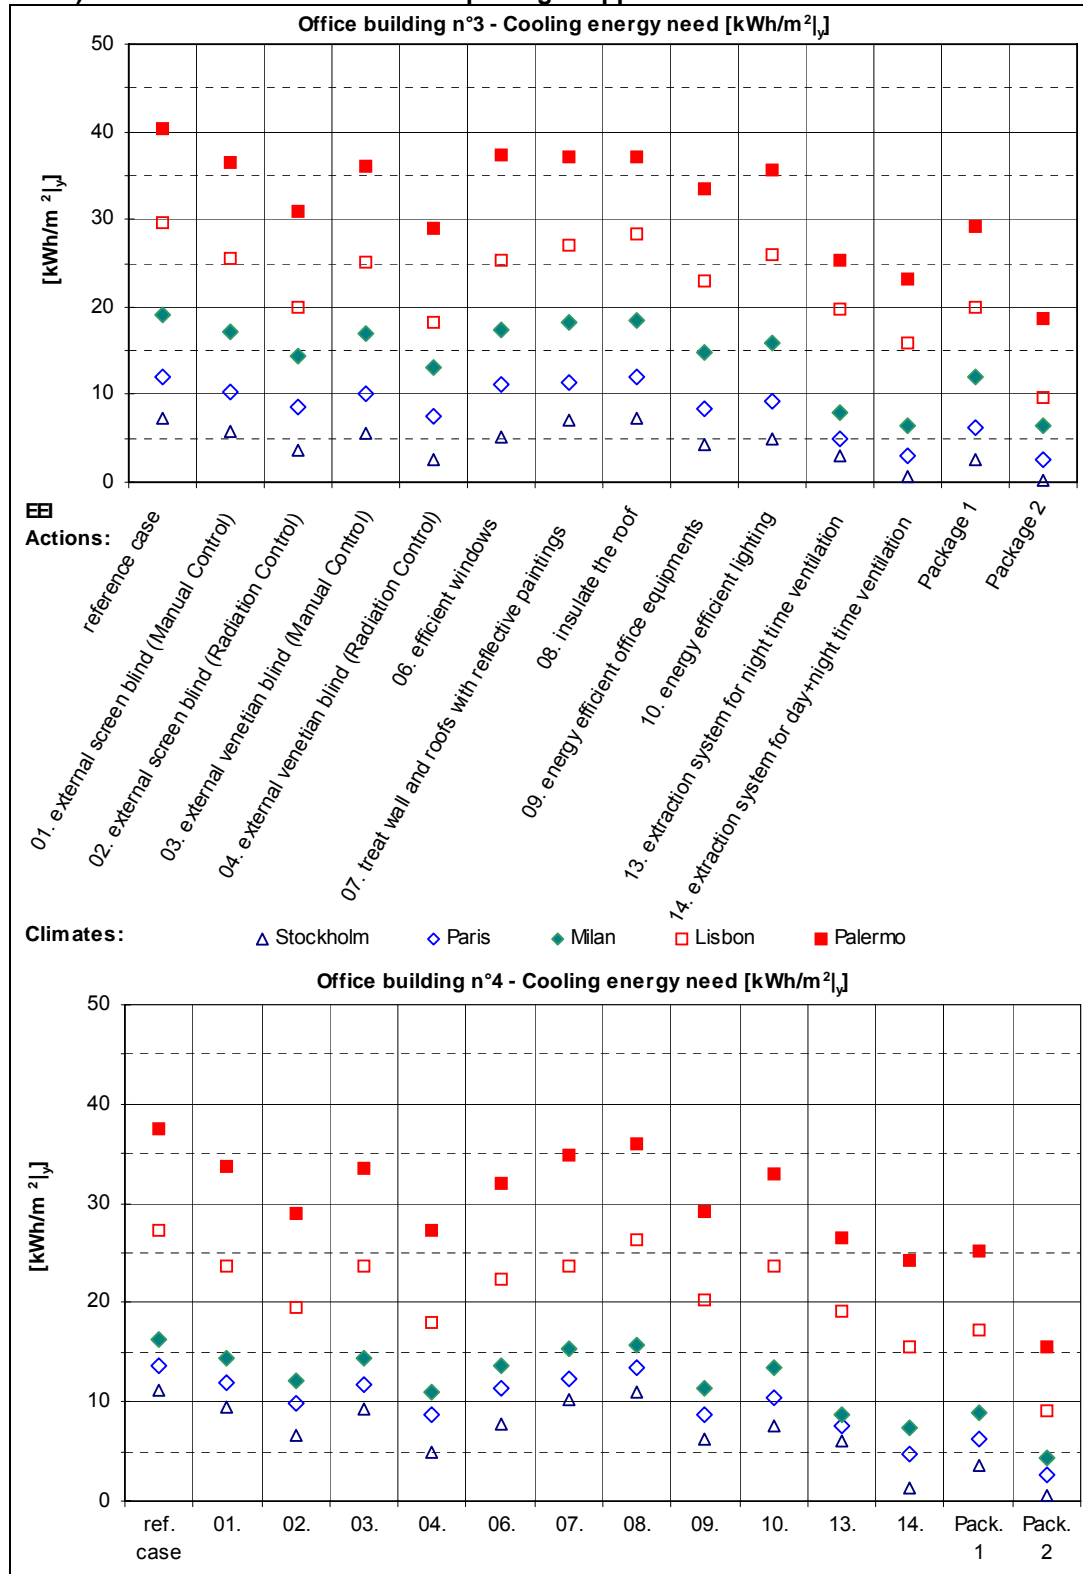 Office building n°3 - Cooling energy need [kWh/m²|y]
50
40
30
20
10
0
[kWh/m ²|y]
EEI
Actions:
reference case
01. external screen blind (Manual Control)
02. external screen blind (Radiation Control)
03. external venetian blind (Manual Control)
04. external venetian blind (Radiation Control)
06. efficient windows
07. treat wall and roofs with reflective paintings
08. insulate the roof
09. energy efficient office equipments
10. energy efficient lighting
13. extraction system for night time ventilation
14. extraction system for day+night time ventilation
Package 1
Package 2
Climates:
Stockholm
Paris
Milan
Lisbon
Palermo
Office building n°4 - Cooling energy need [kWh/m²|y]
50
40
30
20
10
0
[kWh/m ²|y]
ref. case
01.
02.
03.
04.
06.
07.
08.
09.
10.
13.
14.
Pack. 1
Pack. 2